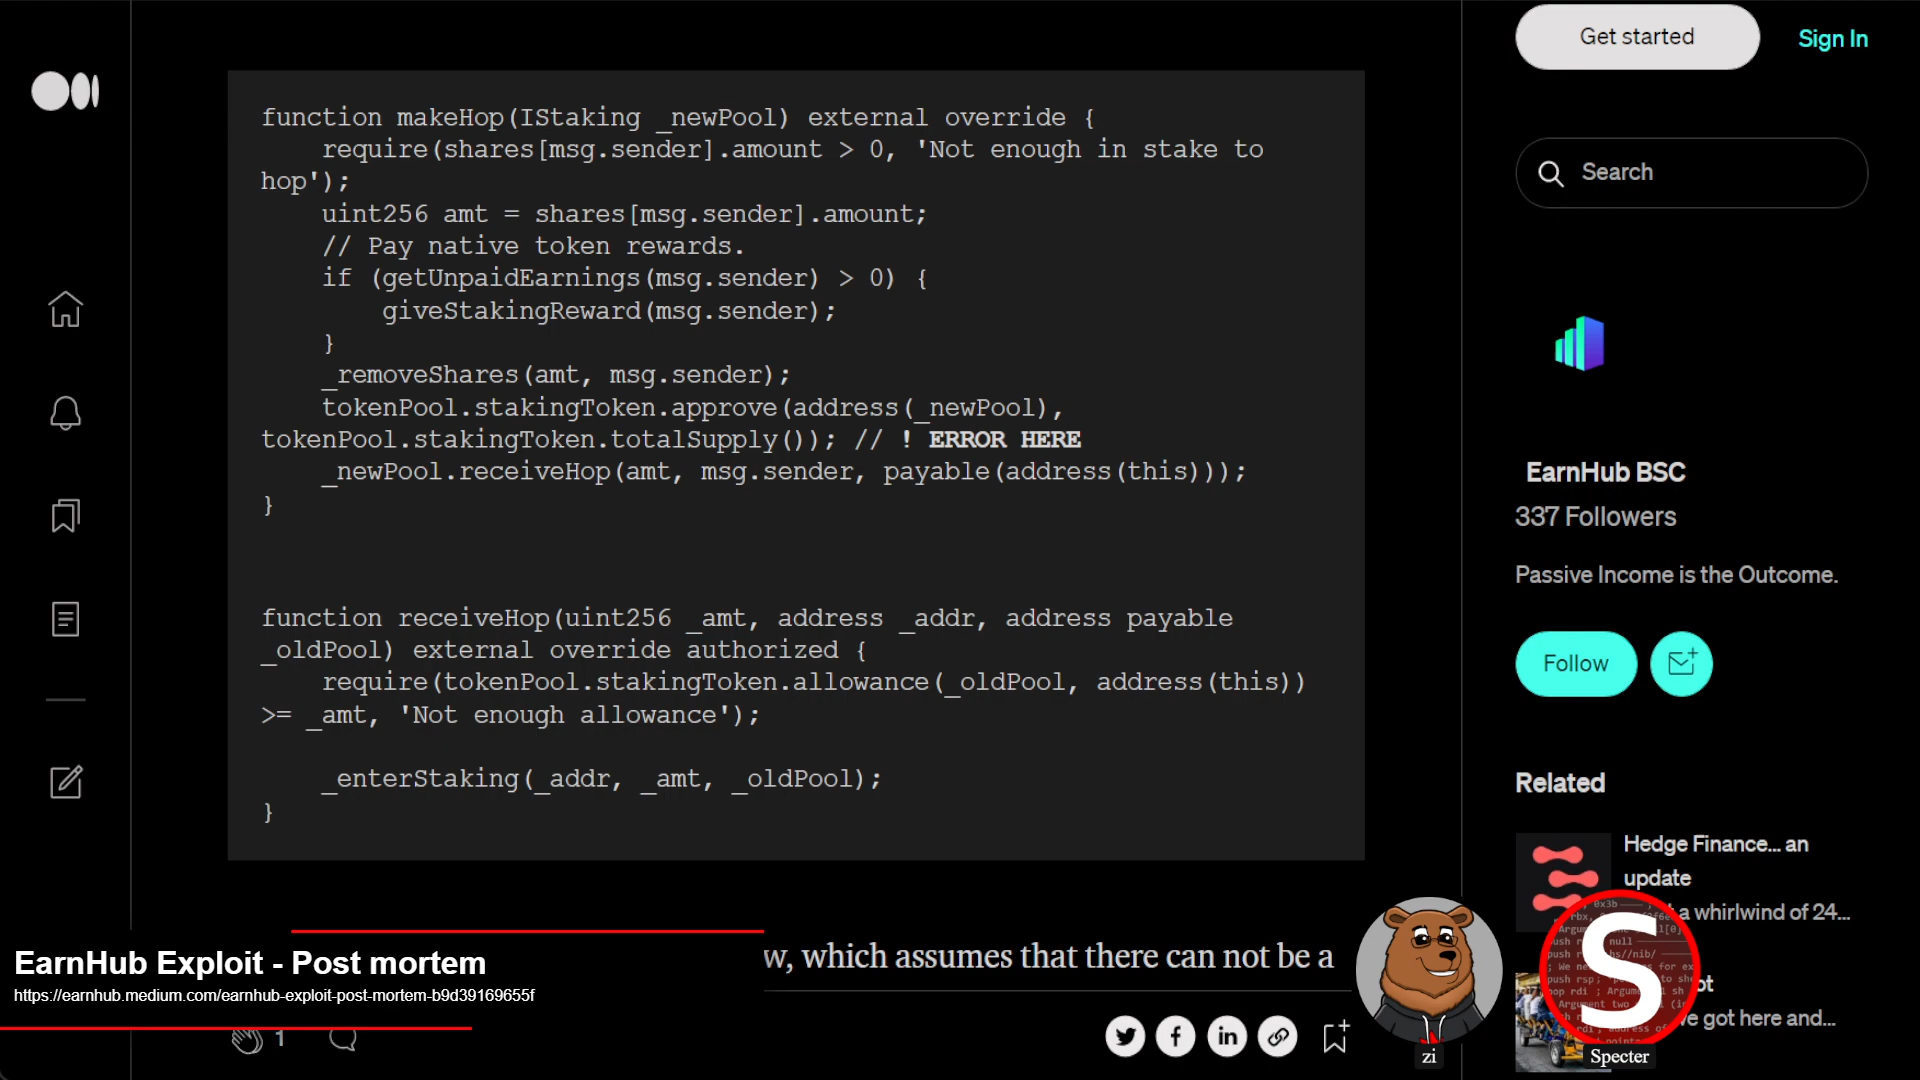 function makeHop(IStaking _newPool) external override {
require(shares[msg.sender].amount > 0, 'Not enough in stake to
hop');
uint256 amt = shares[msg.sender].amount;
// Pay native token rewards.
if (getUnpaidEarnings(msg.sender) > 0) {
giveStakingReward(msg.sender);
}
_removeShares(amt, msg.sender);
tokenPool.stakingToken.approve(address(_newPool),
tokenPool.stakingToken.totalSupply()); // ! ERROR HERE
_newPool.receiveHop(amt, msg.sender, payable(address(this)));
}
function receiveHop(uint256 _amt, address _addr, address payable
_oldPool) external override authorized {
require(tokenPool.stakingToken.allowance(_oldPool, address(this))
>= _amt, 'Not enough allowance');
_enterStaking(_addr, _amt, _oldPool);
}
w, which assumes that there can not be a
EarnHub Exploit - Post mortem
https://earnhub.medium.com/earnhub-exploit-post-mortem-b9d39169655f
1
Get started
Sign In
Search
EarnHub BSC
337 Followers
Passive Income is the Outcome.
Follow
Related
Hedge Finance... an
update
a whirlwind of 24...
ot
ve got here and...
zi
S
Specter